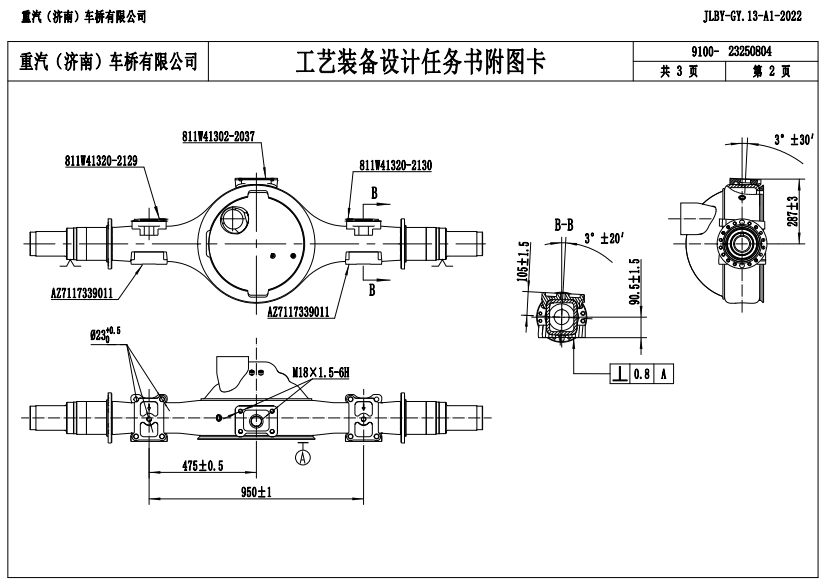 重汽（济南）车桥有限公司
JLBY-GY.13-A1-2022
重汽（济南）车桥有限公司
工艺装备设计任务书附图卡
9100- 23250804
共 3 页
第 2 页
811W41302-2037
811W41320-2129
811W41320-2130
B
B
AZ7117339011
AZ7117339011
3° ±30′
287±3
B-B
3° ±20′
105±1.5
90.5±1.5
⊥ 0.8 A
Ø23 +0.5 0
M18×1.5-6H
A
475±0.5
950±1